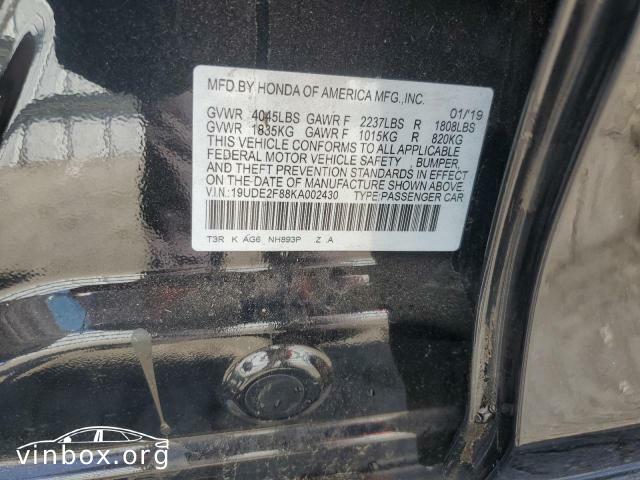 MFD.BY HONDA OF AMERICA MFG.,INC. 01/'19
GVWR 4045LBS GAWR F 2237LBS R 1808LBS
GVWR 1835KG GAWR F 1015KG R 820KG
THIS VEHICLE CONFORMS TO ALL APPLICABLE
FEDERAL MOTOR VEHICLE SAFETY , BUMPER,
AND THEFT PREVENTION STANDARDS IN EFFECT
ON THE DATE OF MANUFACTURE SHOWN ABOVE.
V.I.N.:19UDE2F88KA002430 TYPE:PASSENGER CAR
T3R K AG6 NH893P .Z .A
vinbox.org